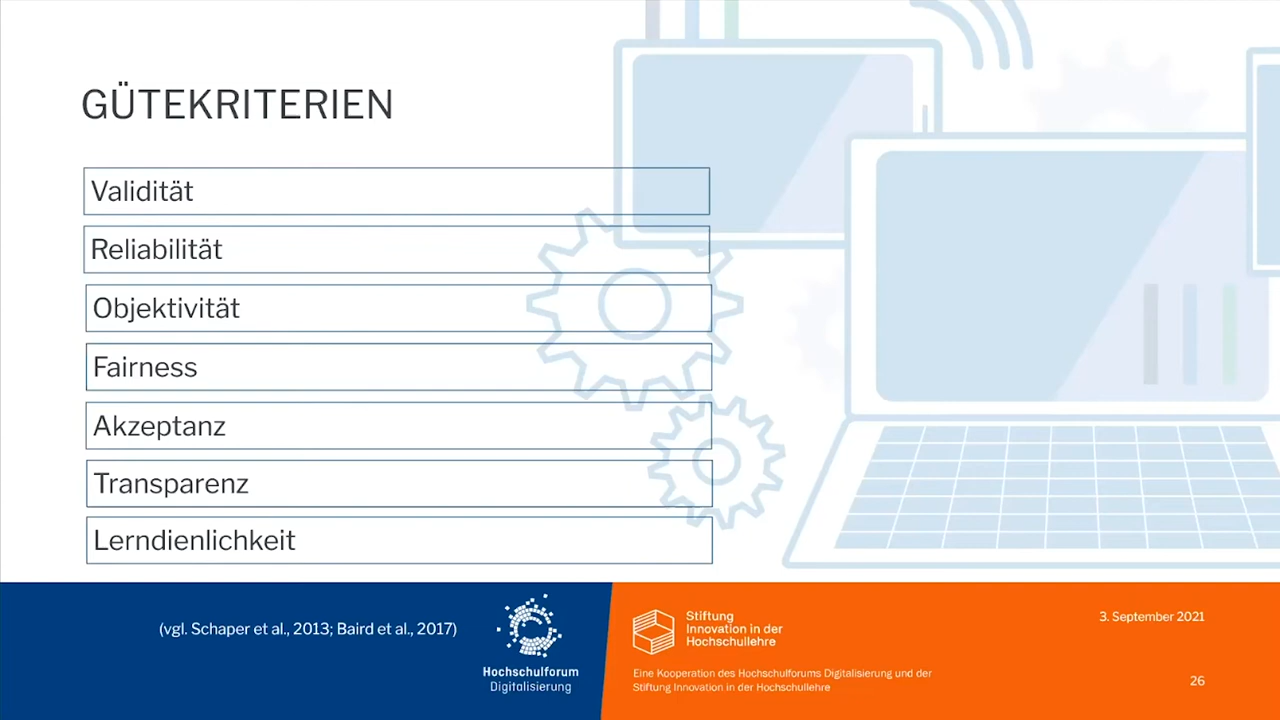 GÜTEKRITERIEN
Validität
Reliabilität
Objektivität
Fairness
Akzeptanz
Transparenz
Lerndienlichkeit
(vgl. Schaper et al., 2013; Baird et al., 2017)
Hochschulforum
Digitalisierung
Stiftung
Innovation in der
Hochschullehre
Eine Kooperation des Hochschulforums Digitalisierung und der
Stiftung Innovation in der Hochschullehre
3. September 2021
26